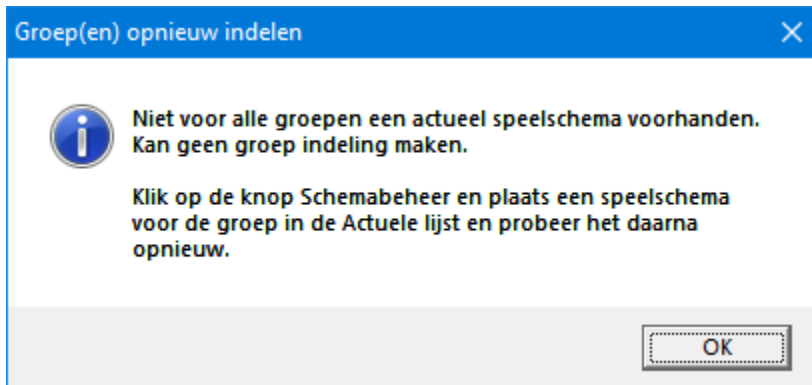 Groep(en) opnieuw indelen
Niet voor alle groepen een actueel speelschema voorhanden.
Kan geen groep indeling maken.
Klik op de knop Schemabeheer en plaats een speelschema
voor de groep in de Actuele lijst en probeer het daarna
opnieuw.
OK